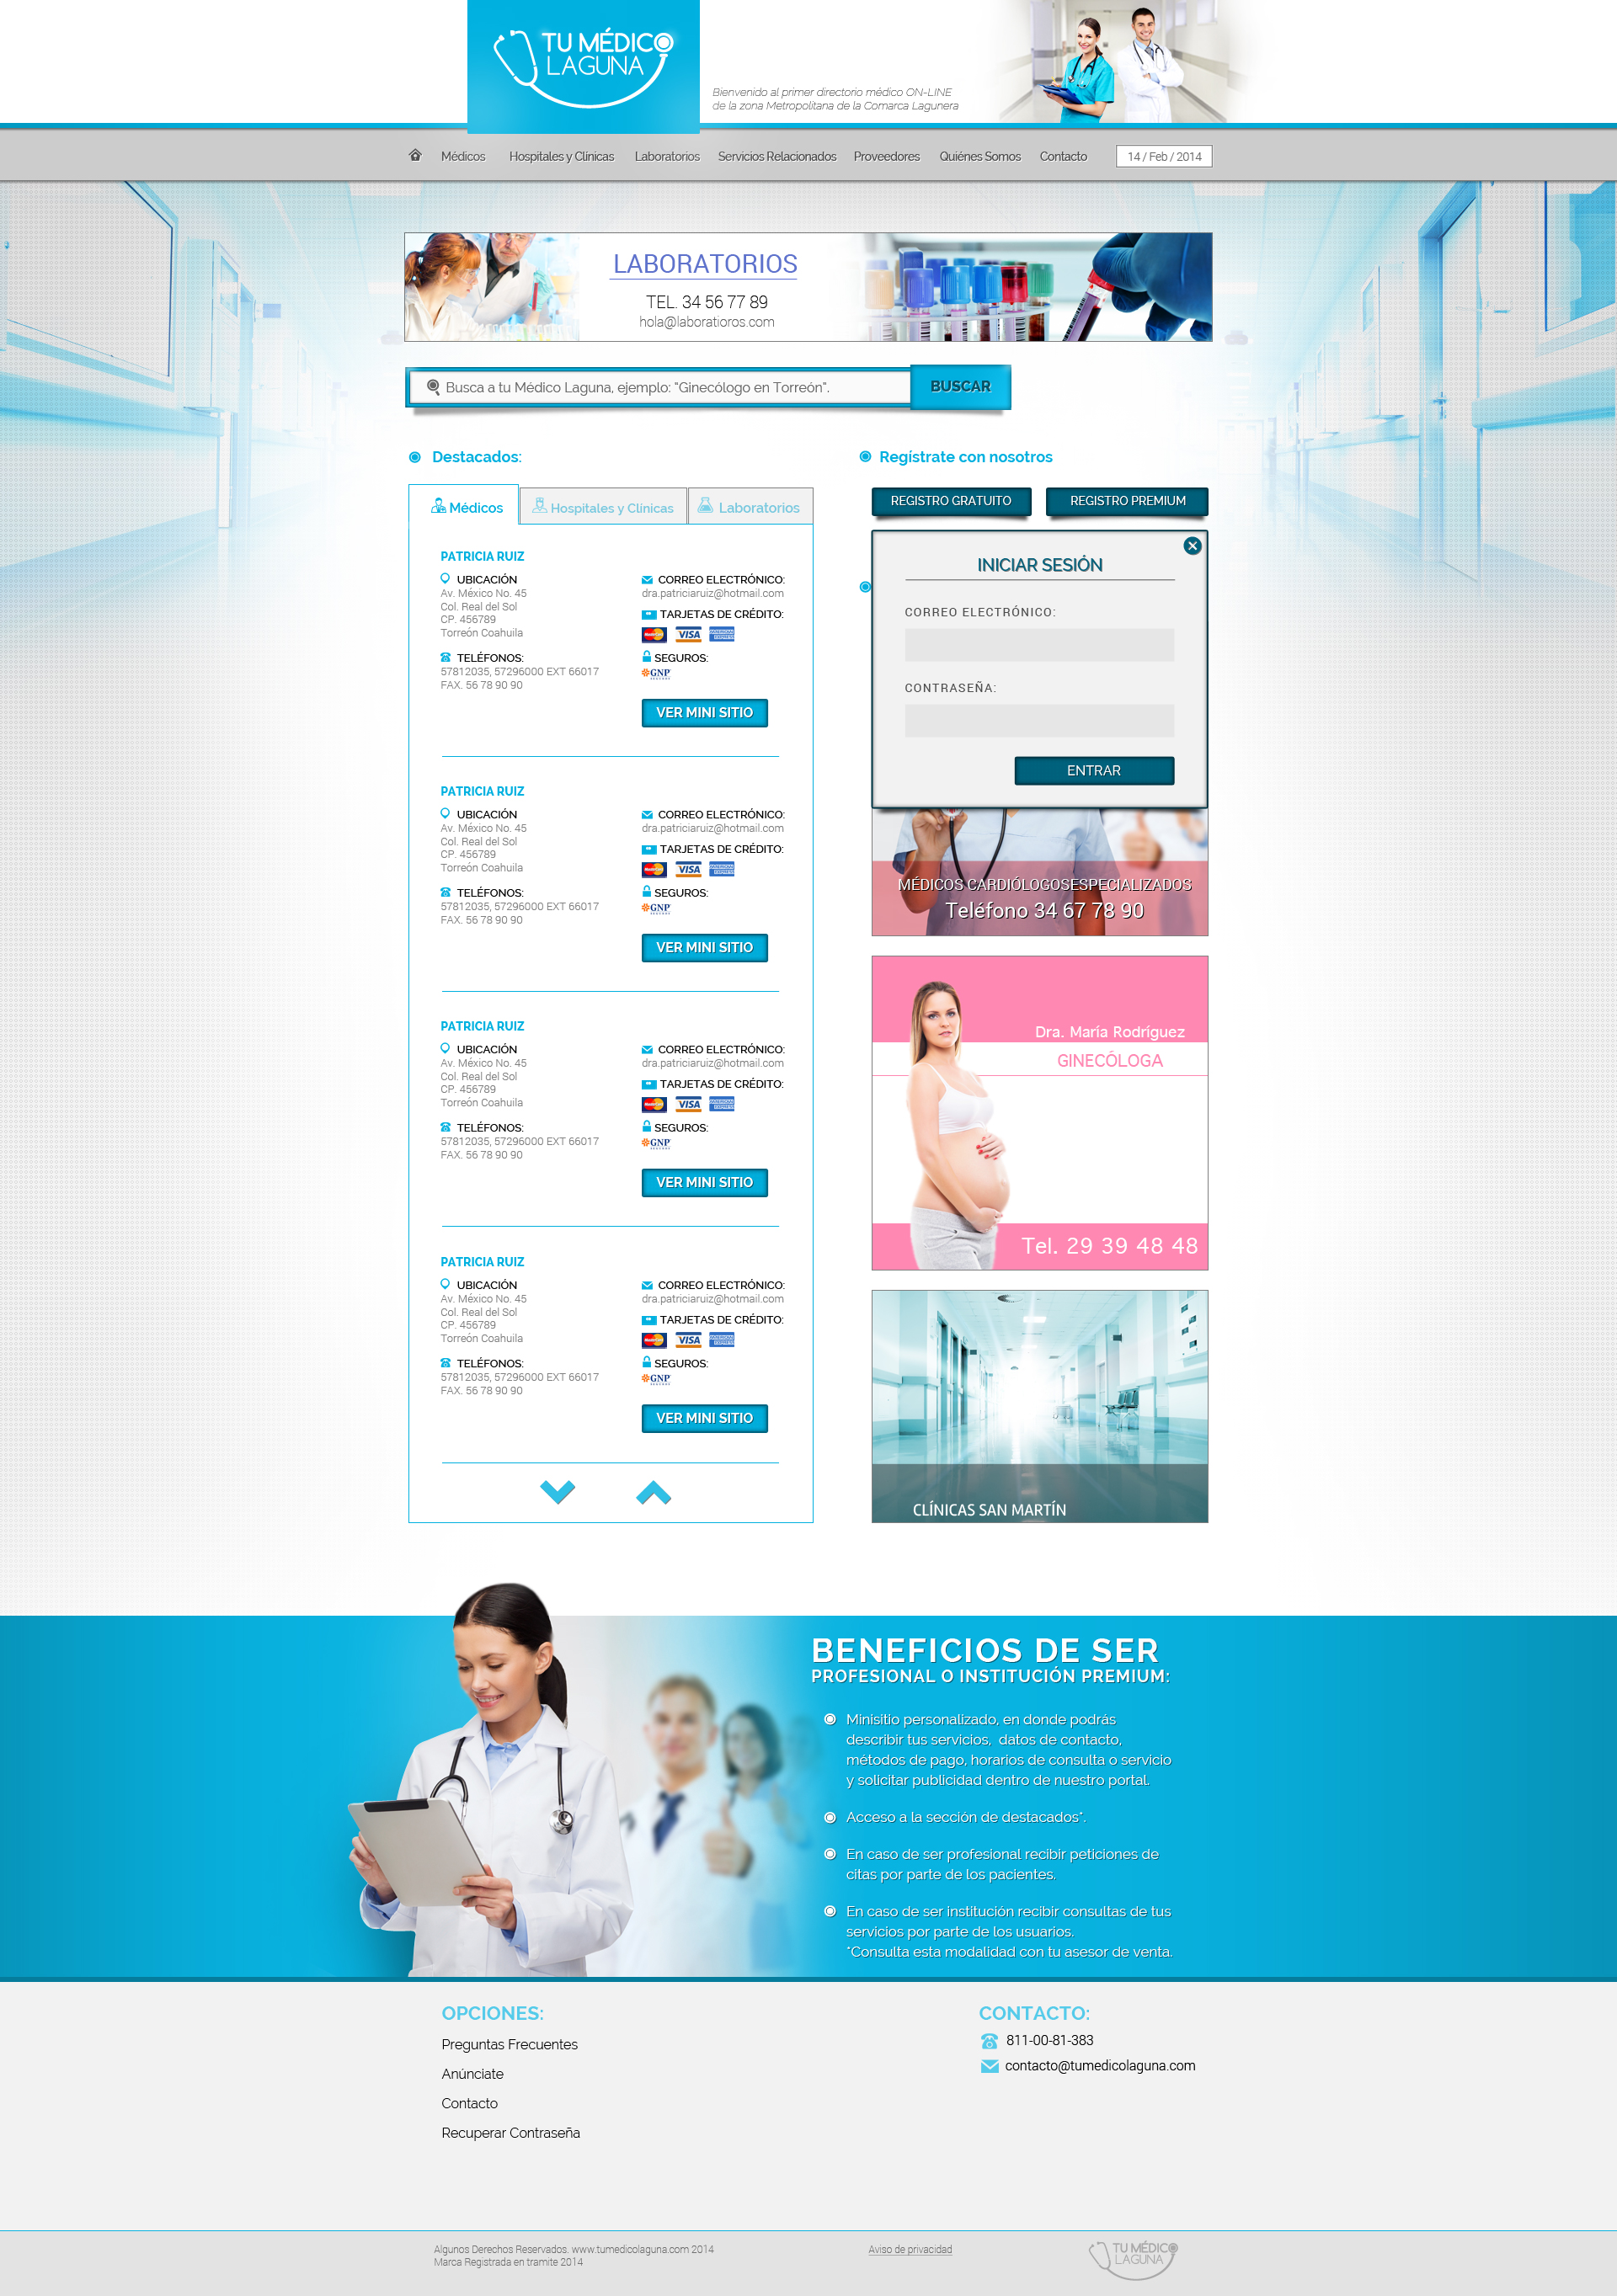 TU MÉDICO
LAGUNA
Bienvenido al primer directorio médico ON-LINE
de la zona Metropolitana de la Comarca Lagunera
Médicos
Hospitales y Clínicas
Laboratorios
Servicios Relacionados
Proveedores
Quiénes Somos
Contacto
14 / Feb / 2014
LABORATORIOS
TEL. 34 56 77 89
hola@laboratioros.com
Busca a tu Médico Laguna, ejemplo: "Ginecólogo en Torreón".
BUSCAR
Destacados:
Médicos
Hospitales y Clínicas
Laboratorios
PATRICIA RUIZ
UBICACIÓN
Av. México No. 45
Col. Real del Sol
CP. 456789
Torreón Coahuila
TELÉFONOS:
57812035, 57296000 EXT 66017
FAX. 56 78 90 90
CORREO ELECTRÓNICO:
dra.patriciaruiz@hotmail.com
TARJETAS DE CRÉDITO:
MasterCard VISA AMERICAN EXPRESS
SEGUROS:
GNP
VER MINI SITIO
PATRICIA RUIZ
UBICACIÓN
Av. México No. 45
Col. Real del Sol
CP. 456789
Torreón Coahuila
TELÉFONOS:
57812035, 57296000 EXT 66017
FAX. 56 78 90 90
CORREO ELECTRÓNICO:
dra.patriciaruiz@hotmail.com
TARJETAS DE CRÉDITO:
MasterCard VISA AMERICAN EXPRESS
SEGUROS:
GNP
VER MINI SITIO
PATRICIA RUIZ
UBICACIÓN
Av. México No. 45
Col. Real del Sol
CP. 456789
Torreón Coahuila
TELÉFONOS:
57812035, 57296000 EXT 66017
FAX. 56 78 90 90
CORREO ELECTRÓNICO:
dra.patriciaruiz@hotmail.com
TARJETAS DE CRÉDITO:
MasterCard VISA AMERICAN EXPRESS
SEGUROS:
GNP
VER MINI SITIO
PATRICIA RUIZ
UBICACIÓN
Av. México No. 45
Col. Real del Sol
CP. 456789
Torreón Coahuila
TELÉFONOS:
57812035, 57296000 EXT 66017
FAX. 56 78 90 90
CORREO ELECTRÓNICO:
dra.patriciaruiz@hotmail.com
TARJETAS DE CRÉDITO:
MasterCard VISA AMERICAN EXPRESS
SEGUROS:
GNP
VER MINI SITIO
Regístrate con nosotros
REGISTRO GRATUITO
REGISTRO PREMIUM
INICIAR SESIÓN
CORREO ELECTRÓNICO:
CONTRASEÑA:
ENTRAR
MÉDICOS CARDIÓLOGOSESPECIALIZADOS
Teléfono 34 67 78 90
Dra. María Rodríguez
GINECÓLOGA
Tel. 29 39 48 48
CLÍNICAS SAN MARTÍN
BENEFICIOS DE SER
PROFESIONAL O INSTITUCIÓN PREMIUM:
Minisitio personalizado, en donde podrás
describir tus servicios, datos de contacto,
métodos de pago, horarios de consulta o servicio
y solicitar publicidad dentro de nuestro portal.
Acceso a la sección de destacados*.
En caso de ser profesional recibir peticiones de
citas por parte de los pacientes.
En caso de ser institución recibir consultas de tus
servicios por parte de los usuarios.
*Consulta esta modalidad con tu asesor de venta.
OPCIONES:
Preguntas Frecuentes
Anúnciate
Contacto
Recuperar Contraseña
CONTACTO:
811-00-81-383
contacto@tumedicolaguna.com
Algunos Derechos Reservados. www.tumedicolaguna.com 2014
Marca Registrada en tramite 2014
Aviso de privacidad
TU MÉDICO
LAGUNA